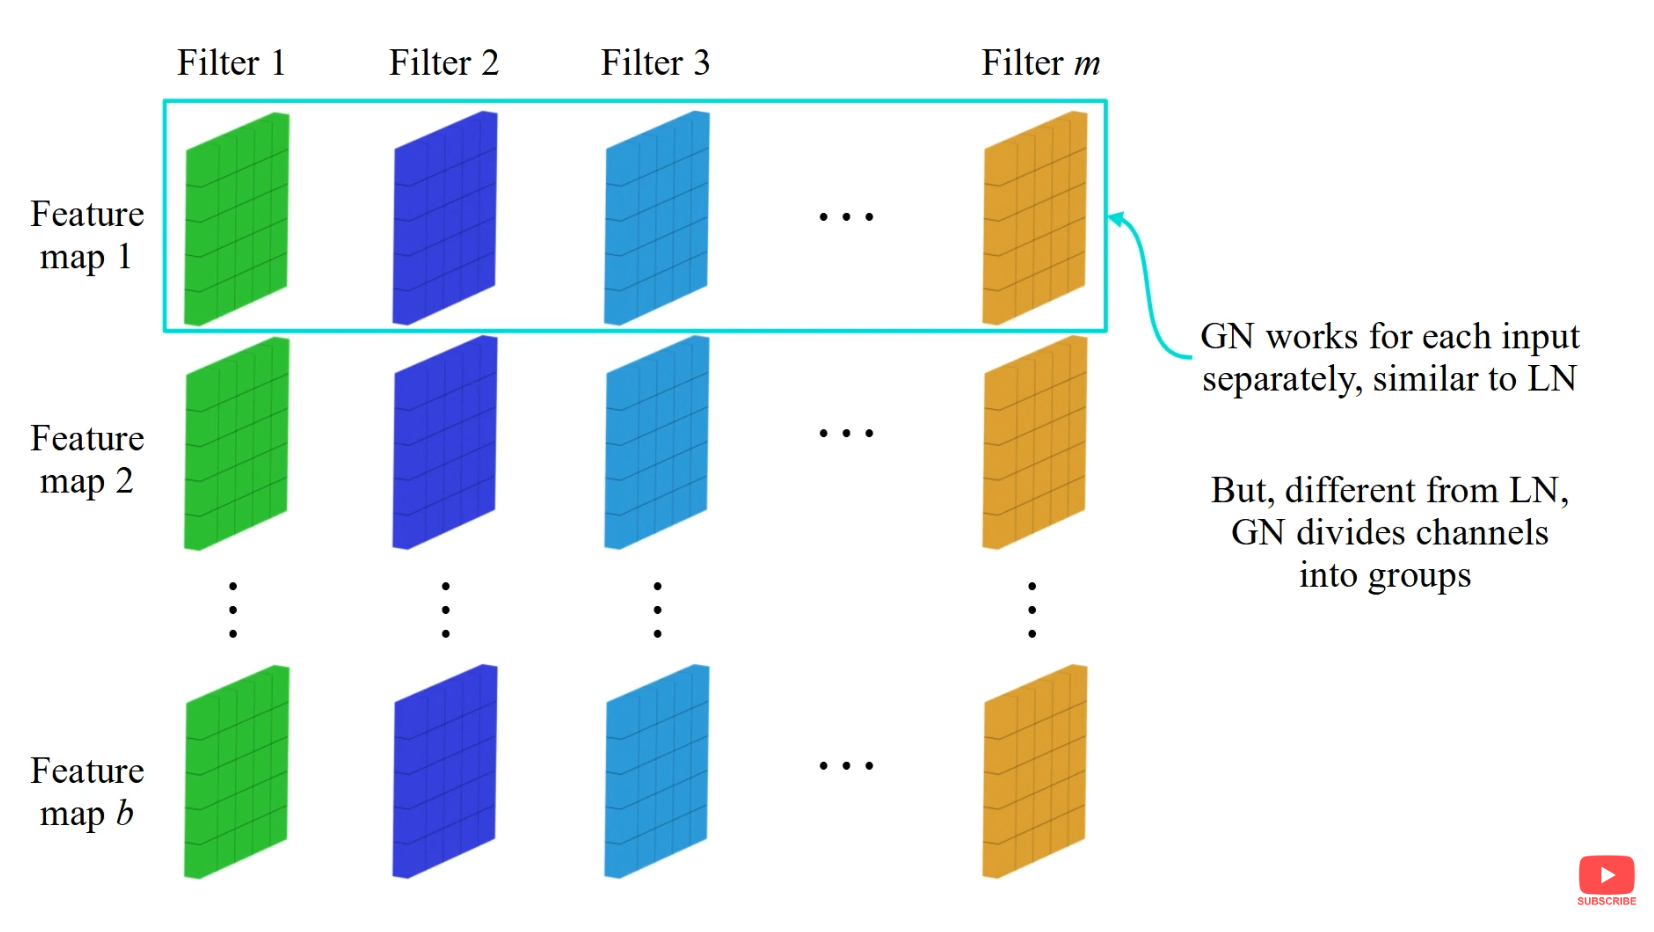 Filter 1 Filter 2 Filter 3 Filter m
Feature
map 1
GN works for each input
separately, similar to LN
Feature
map 2
But, different from LN,
GN divides channels
into groups
Feature
map b
SUBSCRIBE